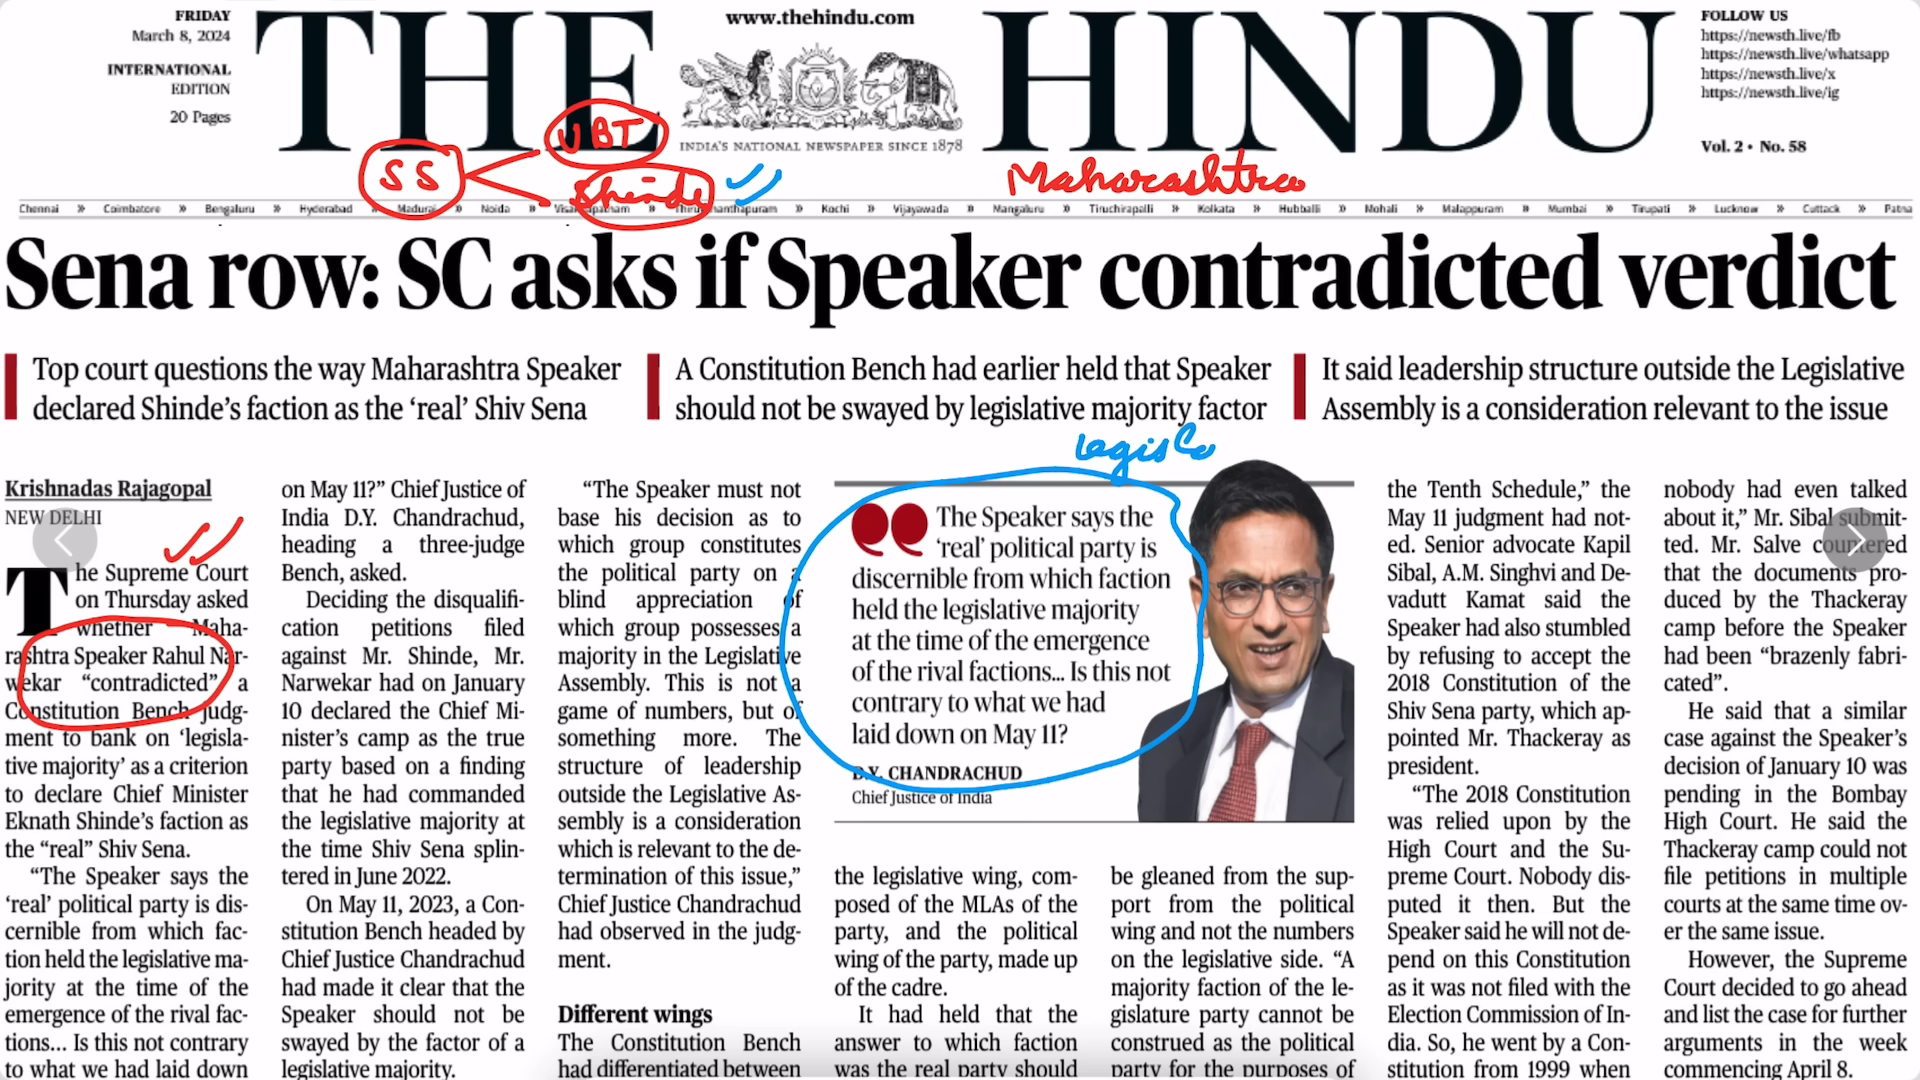 FRIDAY
March 8, 2024
INTERNATIONAL
EDITION
20 Pages
THE HINDU
www.thehindu.com
INDIA'S NATIONAL NEWSPAPER SINCE 1878
FOLLOW US
https://newsth.live/fb
https://newsth.live/whatsapp
https://newsth.live/x
https://newsth.live/ig
Vol. 2 • No. 58
SS
UBT
Shinde
Maharashtra
Chennai » Coimbatore » Bengaluru » Hyderabad » Madurai » Noida » Visakhapatnam » Thiruvananthapuram » Kochi » Vijayawada » Mangaluru » Tiruchirapalli » Kolkata » Hubballi » Mohali » Malappuram » Mumbai » Tirupati » Lucknow » Cuttack » Patna
Sena row: SC asks if Speaker contradicted verdict
Top court questions the way Maharashtra Speaker
declared Shinde's faction as the 'real' Shiv Sena
A Constitution Bench had earlier held that Speaker
should not be swayed by legislative majority factor
It said leadership structure outside the Legislative
Assembly is a consideration relevant to the issue
Krishnadas Rajagopal
NEW DELHI
The Supreme Court
on Thursday asked
whether Maha-
rashtra Speaker Rahul Nar-
wekar "contradicted" a
Constitution Bench judg-
ment to bank on 'legisla-
tive majority' as a criterion
to declare Chief Minister
Eknath Shinde's faction as
the "real" Shiv Sena.
"The Speaker says the
'real' political party is dis-
cernible from which fac-
tion held the legislative ma-
jority at the time of the
emergence of the rival fac-
tions... Is this not contrary
to what we had laid down
on May 11?" Chief Justice of
India D.Y. Chandrachud,
heading a three-judge
Bench, asked.
Deciding the disqualifi-
cation petitions filed
against Mr. Shinde, Mr.
Narwekar had on January
10 declared the Chief Mi-
nister's camp as the true
party based on a finding
that he had commanded
the legislative majority at
the time Shiv Sena splin-
tered in June 2022.
On May 11, 2023, a Con-
stitution Bench headed by
Chief Justice Chandrachud
had made it clear that the
Speaker should not be
swayed by the factor of a
legislative majority.
"The Speaker must not
base his decision as to
which group constitutes
the political party on a
blind appreciation of
which group possesses a
majority in the Legislative
Assembly. This is not a
game of numbers, but of
something more. The
structure of leadership
outside the Legislative As-
sembly is a consideration
which is relevant to the de-
termination of this issue,"
Chief Justice Chandrachud
had observed in the judg-
ment.
Different wings
The Constitution Bench
had differentiated between
The Speaker says the
'real' political party is
discernible from which faction
held the legislative majority
at the time of the emergence
of the rival factions... Is this not
contrary to what we had
laid down on May 11?
D.Y. CHANDRACHUD
Chief Justice of India
the legislative wing, com-
posed of the MLAs of the
party, and the political
wing of the party, made up
of the cadre.
It had held that the
answer to which faction
was the real party should
be gleaned from the sup-
port from the political
wing and not the numbers
on the legislative side. "A
majority faction of the le-
gislature party cannot be
construed as the political
party for the purposes of
the Tenth Schedule," the
May 11 judgment had not-
ed. Senior advocate Kapil
Sibal, A.M. Singhvi and De-
vadutt Kamat said the
Speaker had also stumbled
by refusing to accept the
2018 Constitution of the
Shiv Sena party, which ap-
pointed Mr. Thackeray as
president.
"The 2018 Constitution
was relied upon by the
High Court and the Su-
preme Court. Nobody dis-
puted it then. But the
Speaker said he will not de-
pend on this Constitution
as it was not filed with the
Election Commission of In-
dia. So, he went by a Con-
stitution from 1999 when
nobody had even talked
about it," Mr. Sibal submit-
ted. Mr. Salve countered
that the documents pro-
duced by the Thackeray
camp before the Speaker
had been "brazenly fabri-
cated".
He said that a similar
case against the Speaker's
decision of January 10 was
pending in the Bombay
High Court. He said the
Thackeray camp could not
file petitions in multiple
courts at the same time ov-
er the same issue.
However, the Supreme
Court decided to go ahead
and list the case for further
arguments in the week
commencing April 8.